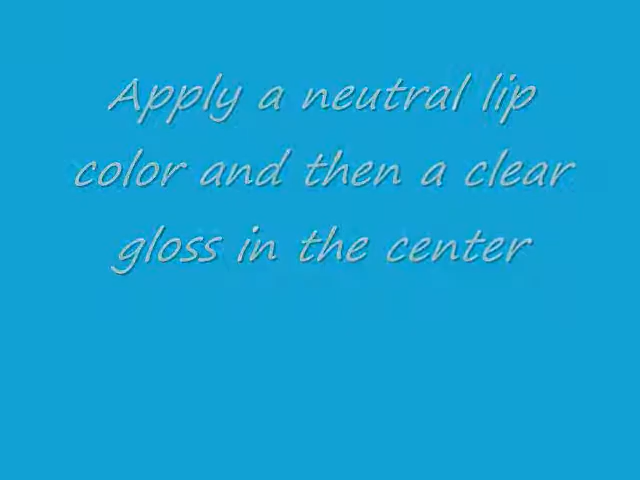 Apply a neutral lip
color and then a clear
gloss in the center